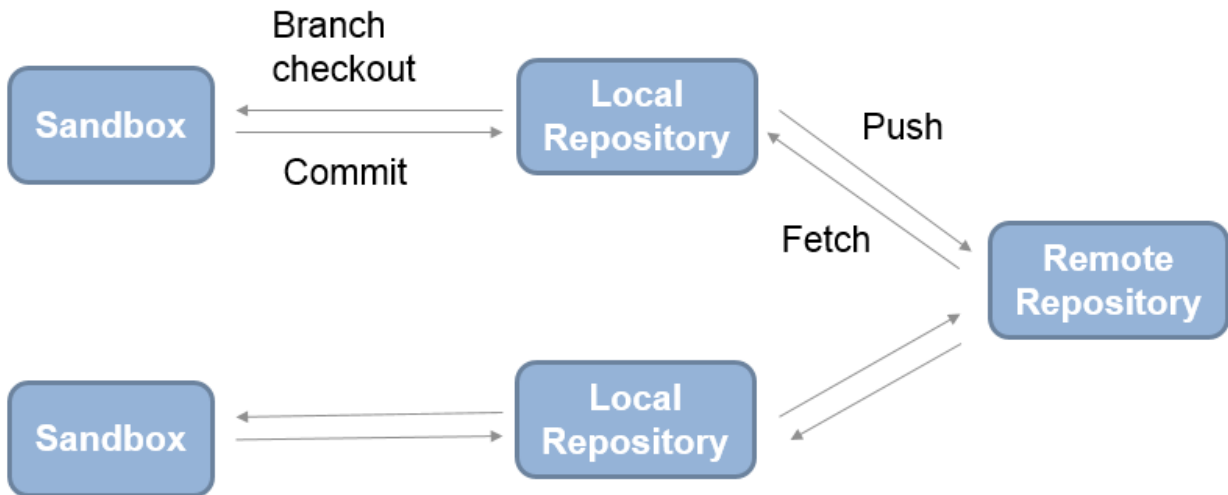 Branch
checkout
Sandbox
Local
Repository
Push
Commit
Fetch
Remote
Repository
Sandbox
Local
Repository